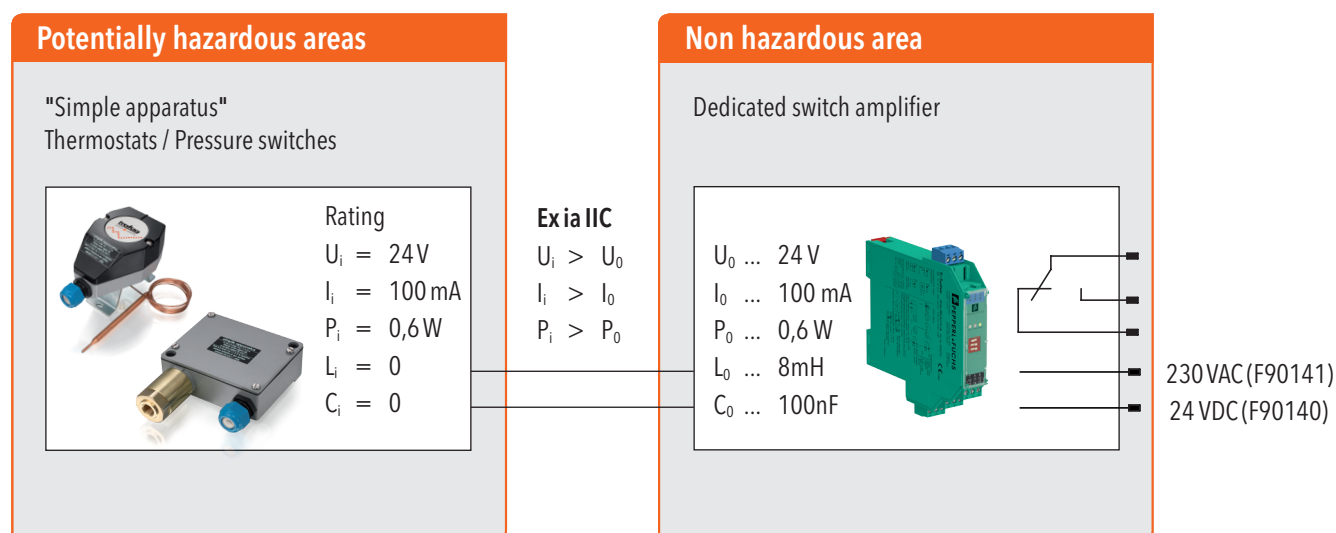 Potentially hazardous areas
"Simple apparatus"
Thermostats / Pressure switches
Rating
Uᵢ = 24 V
Iᵢ = 100 mA
Pᵢ = 0,6 W
Lᵢ = 0
Cᵢ = 0
Ex ia IIC
Uᵢ > U₀
Iᵢ > I₀
Pᵢ > P₀
Non hazardous area
Dedicated switch amplifier
U₀ ... 24 V
I₀ ... 100 mA
P₀ ... 0,6 W
L₀ ... 8mH
C₀ ... 100nF
PEPPERL+FUCHS
230 VAC (F90141)
24 VDC (F90140)